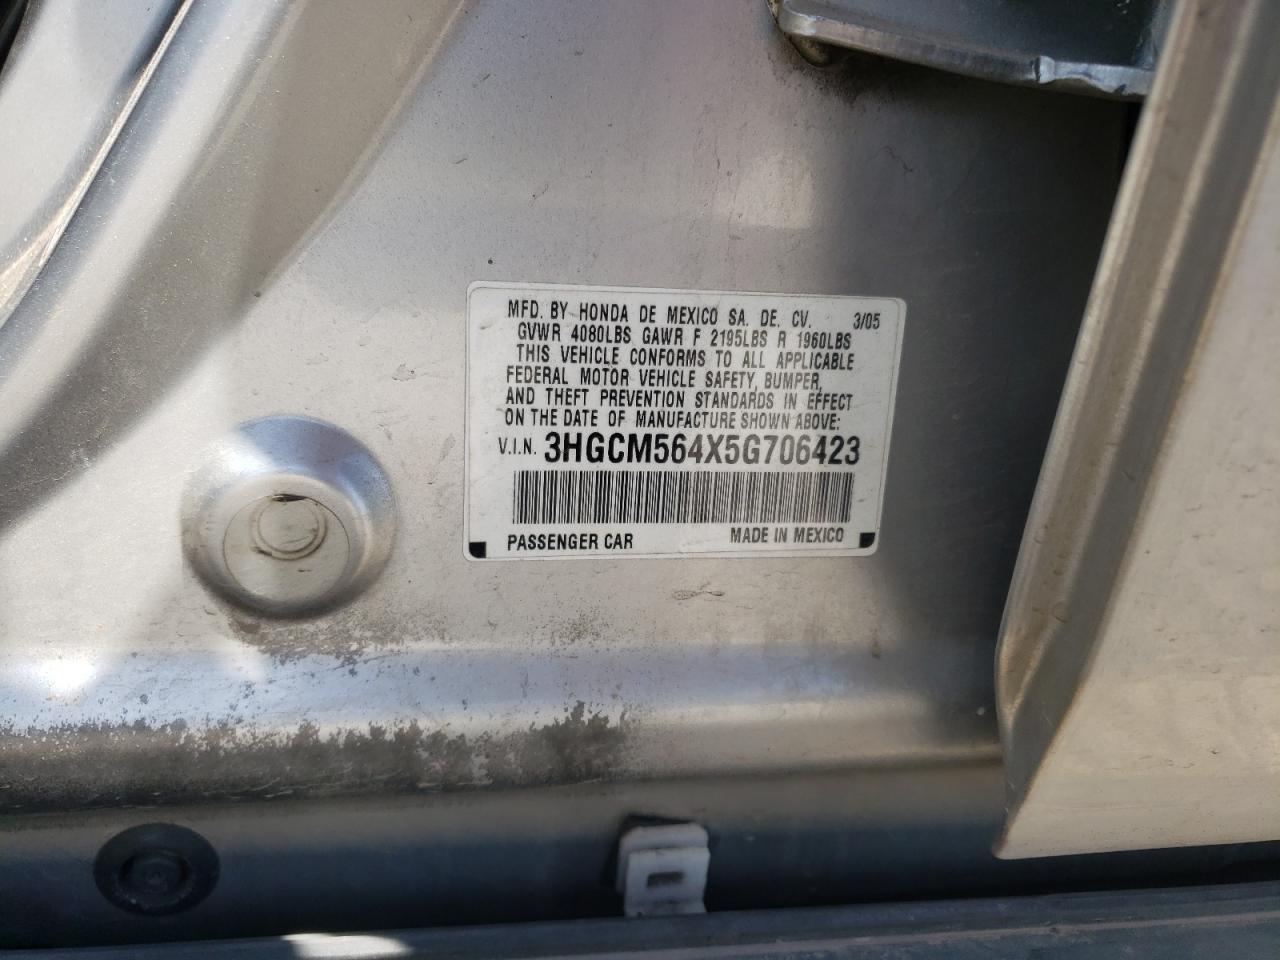 MFD. BY HONDA DE MEXICO SA. DE. CV. 3/05
GVWR 4080LBS GAWR F 2195LBS R 1960LBS
THIS VEHICLE CONFORMS TO ALL APPLICABLE
FEDERAL MOTOR VEHICLE SAFETY, BUMPER,
AND THEFT PREVENTION STANDARDS IN EFFECT
ON THE DATE OF MANUFACTURE SHOWN ABOVE:
V.I.N. 3HGCM564X5G706423
PASSENGER CAR MADE IN MEXICO